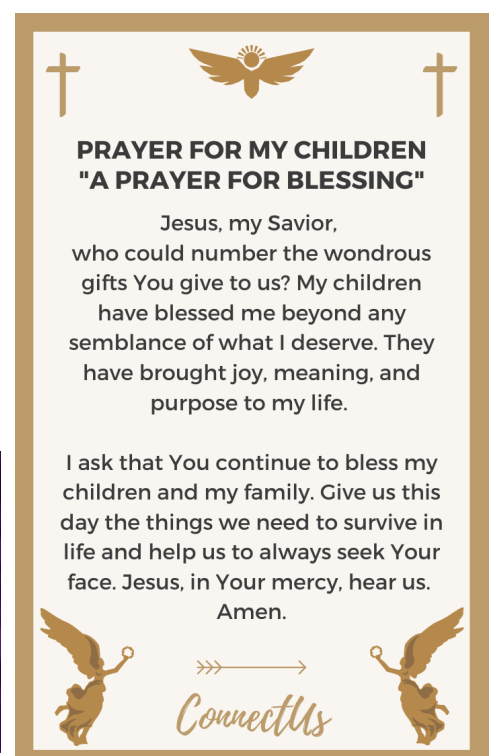 PRAYER FOR MY CHILDREN
"A PRAYER FOR BLESSING"
Jesus, my Savior,
who could number the wondrous
gifts You give to us? My children
have blessed me beyond any
semblance of what I deserve. They
have brought joy, meaning, and
purpose to my life.
I ask that You continue to bless my
children and my family. Give us this
day the things we need to survive in
life and help us to always seek Your
face. Jesus, in Your mercy, hear us.
Amen.
ConnectUs